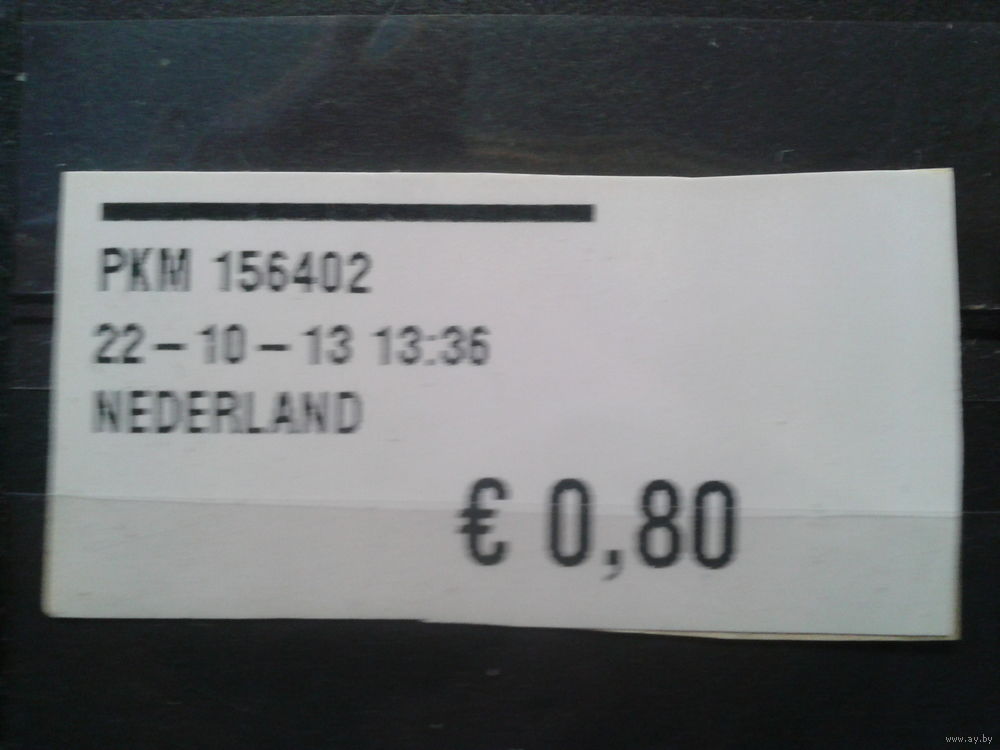 PKM 156402
22-10-13 13:36
NEDERLAND
€ 0,80
www.ay.by